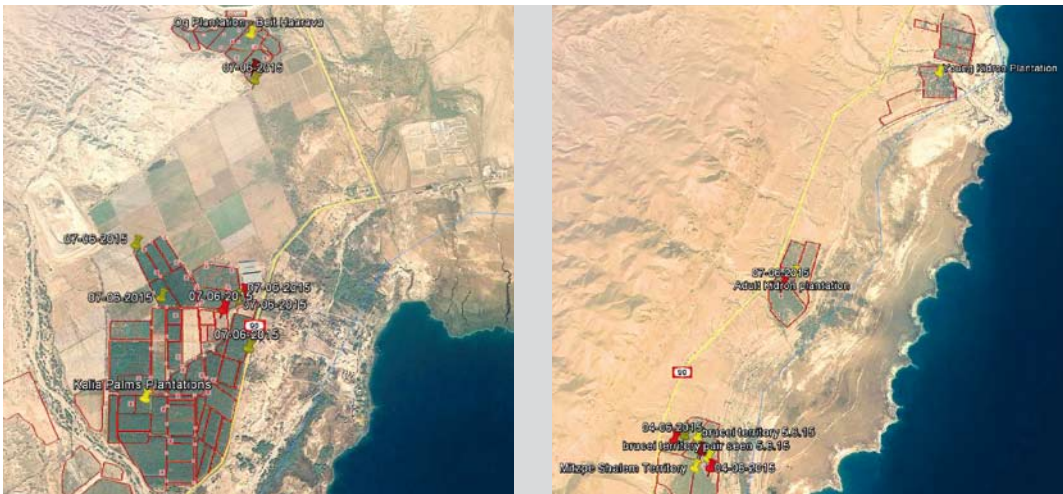 Og Plantation- Beit Haarava
07-06-2015
07-06-2015
07-06-2015
07-06-2015
07-06-2015
07-06-2015
90
07-06-2015
Kalia Palms Plantations
Young Kidron Plantation
07-06-2015
Adult Kidron plantation
90
04-06-2015
brucei territory 5.6.15
brucei territory pair seen 5.6.15
Mitzpe Shalem Territory
04-06-2015